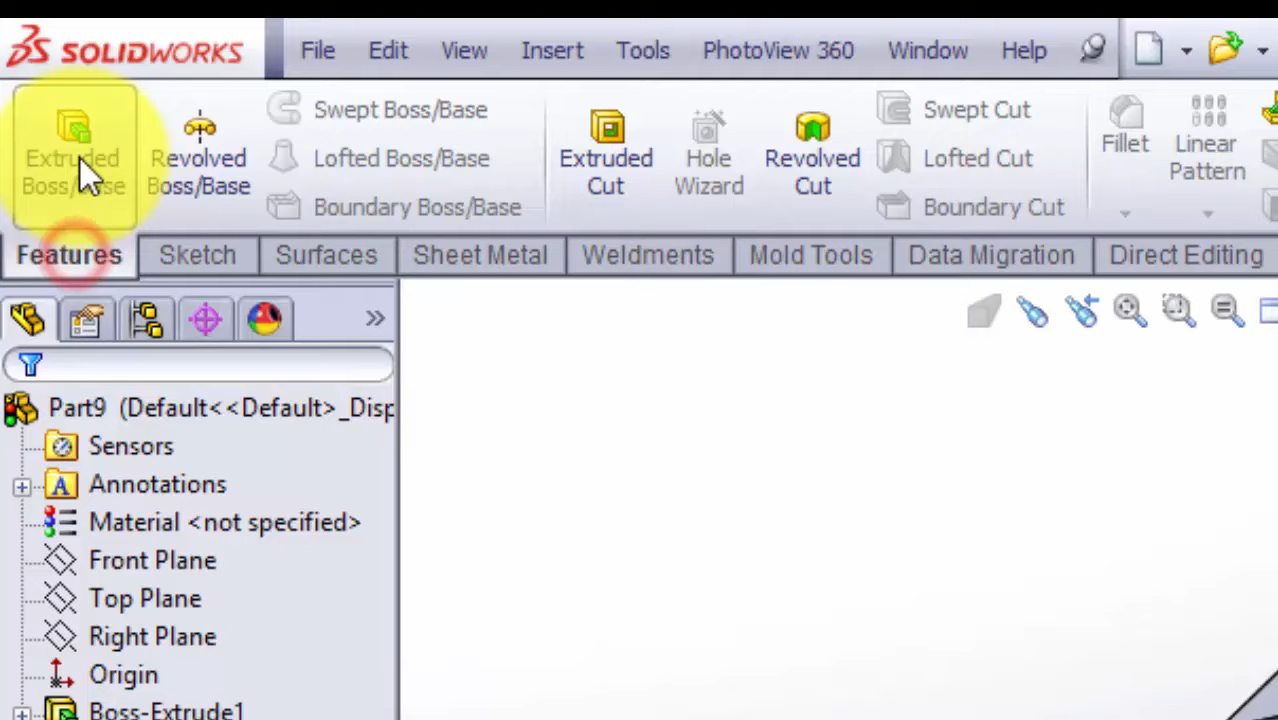 SOLIDWORKS File Edit View Insert Tools PhotoView 360 Window Help
Extruded Boss/Base
Revolved Boss/Base
Swept Boss/Base
Lofted Boss/Base
Boundary Boss/Base
Extruded Cut
Hole Wizard
Revolved Cut
Swept Cut
Lofted Cut
Boundary Cut
Fillet
Linear Pattern
Features Sketch Surfaces Sheet Metal Weldments Mold Tools Data Migration Direct Editing
Part9 (Default<<Default>_Disp
Sensors
Annotations
Material <not specified>
Front Plane
Top Plane
Right Plane
Origin
Boss-Extrude1